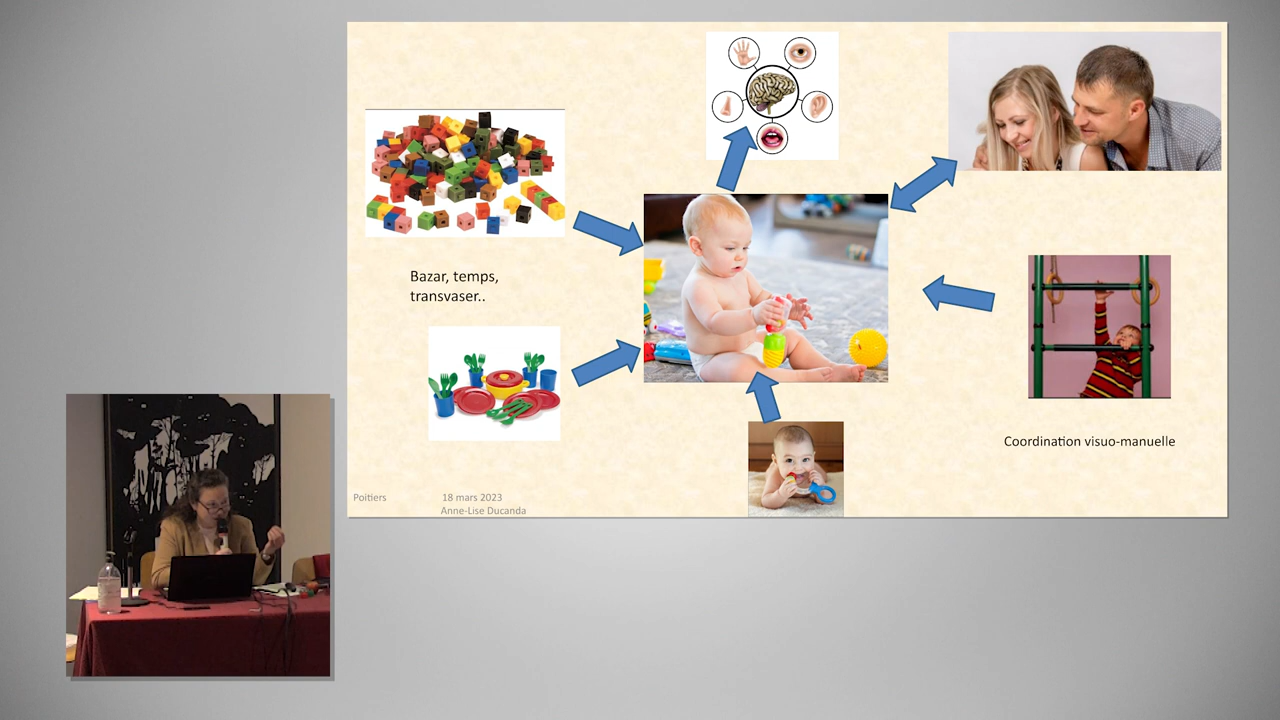 Bazar, temps,
transvaser..
Coordination visuo-manuelle
Poitiers
18 mars 2023
Anne-Lise Ducanda